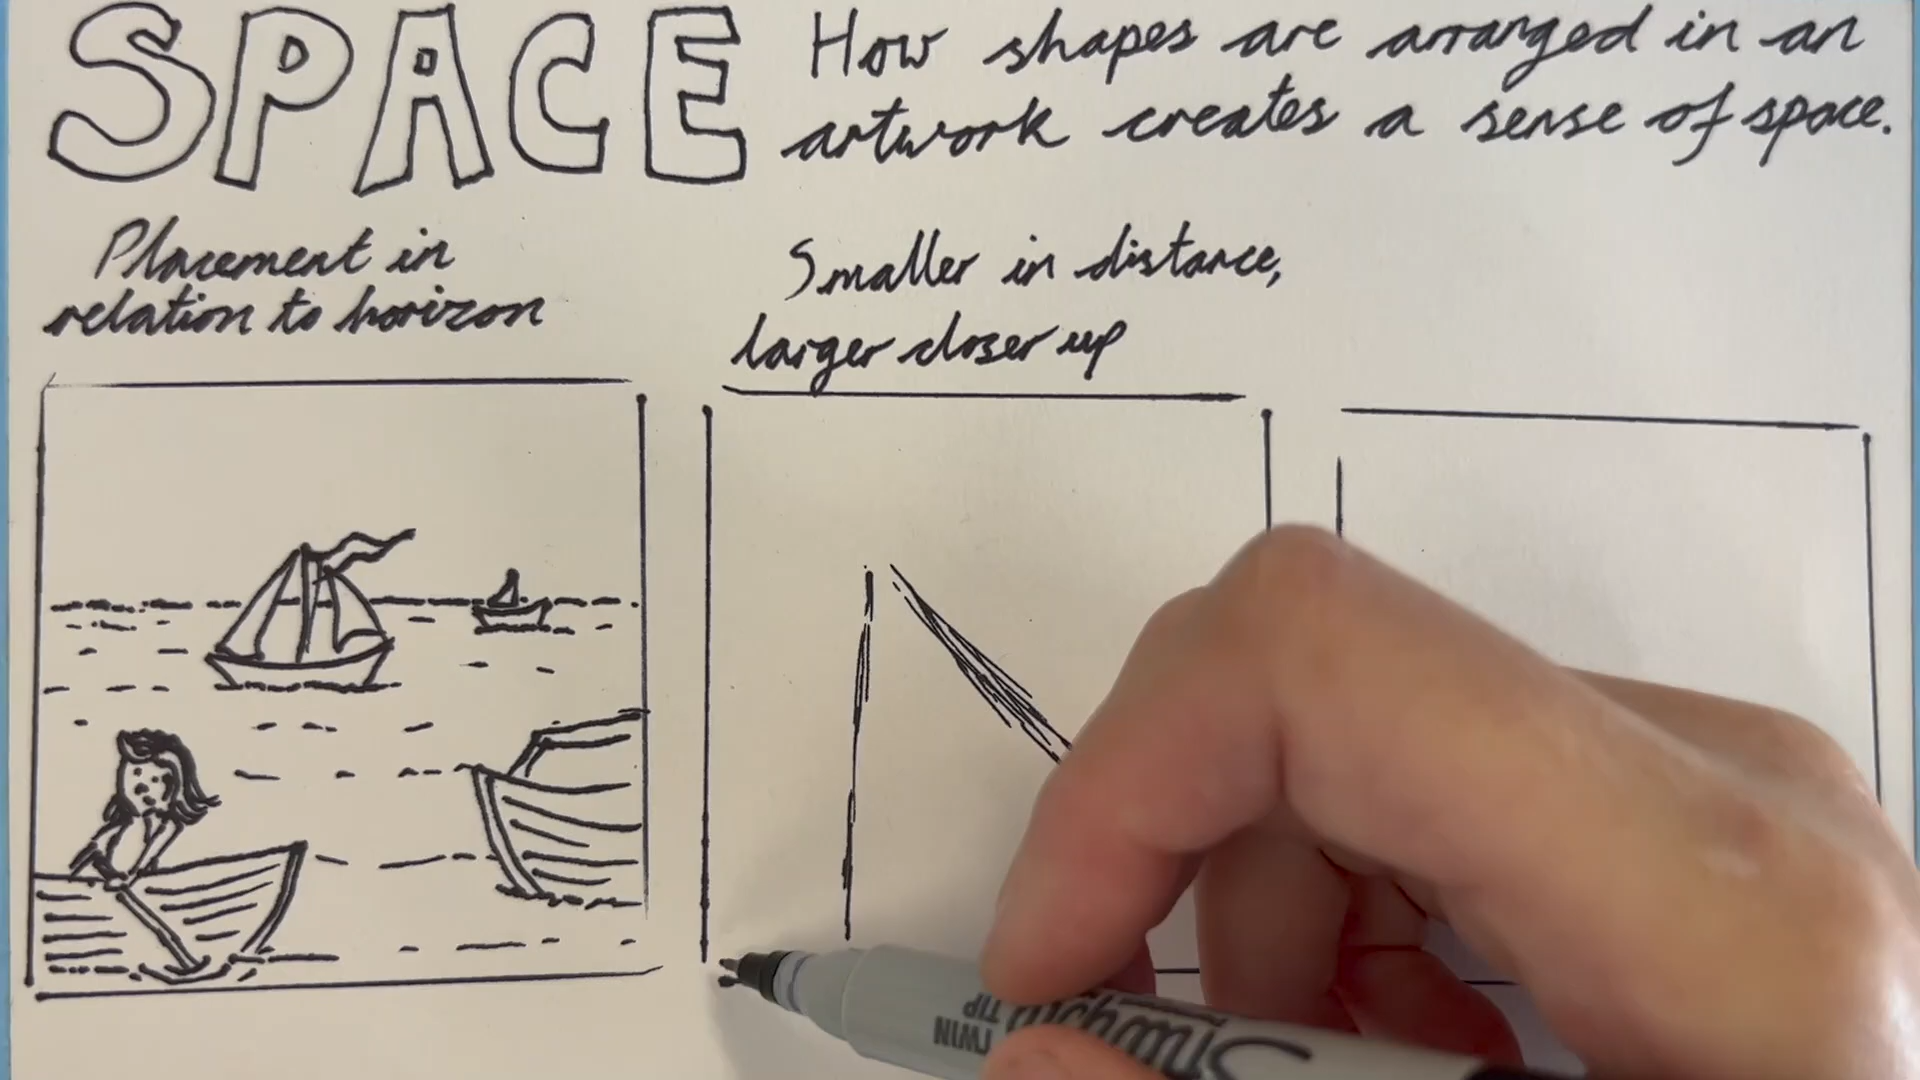 SPACE
How shapes are arranged in an
artwork creates a sense of space.
Placement in
relation to horizon
Smaller in distance,
larger closer up
TWIN
TIP
Sharpie